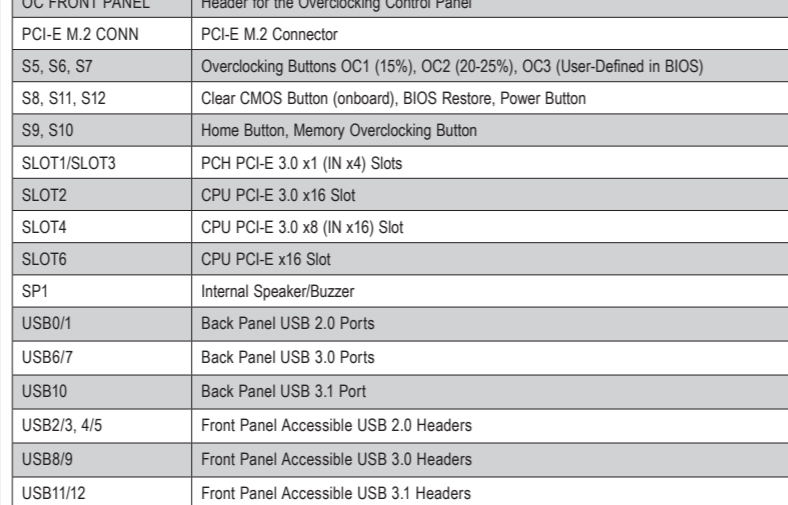 OC FRONT PANEL Header for the Overclocking Control Panel
PCI-E M.2 CONN PCI-E M.2 Connector
S5, S6, S7 Overclocking Buttons OC1 (15%), OC2 (20-25%), OC3 (User-Defined in BIOS)
S8, S11, S12 Clear CMOS Button (onboard), BIOS Restore, Power Button
S9, S10 Home Button, Memory Overclocking Button
SLOT1/SLOT3 PCH PCI-E 3.0 x1 (IN x4) Slots
SLOT2 CPU PCI-E 3.0 x16 Slot
SLOT4 CPU PCI-E 3.0 x8 (IN x16) Slot
SLOT6 CPU PCI-E x16 Slot
SP1 Internal Speaker/Buzzer
USB0/1 Back Panel USB 2.0 Ports
USB6/7 Back Panel USB 3.0 Ports
USB10 Back Panel USB 3.1 Port
USB2/3, 4/5 Front Panel Accessible USB 2.0 Headers
USB8/9 Front Panel Accessible USB 3.0 Headers
USB11/12 Front Panel Accessible USB 3.1 Headers